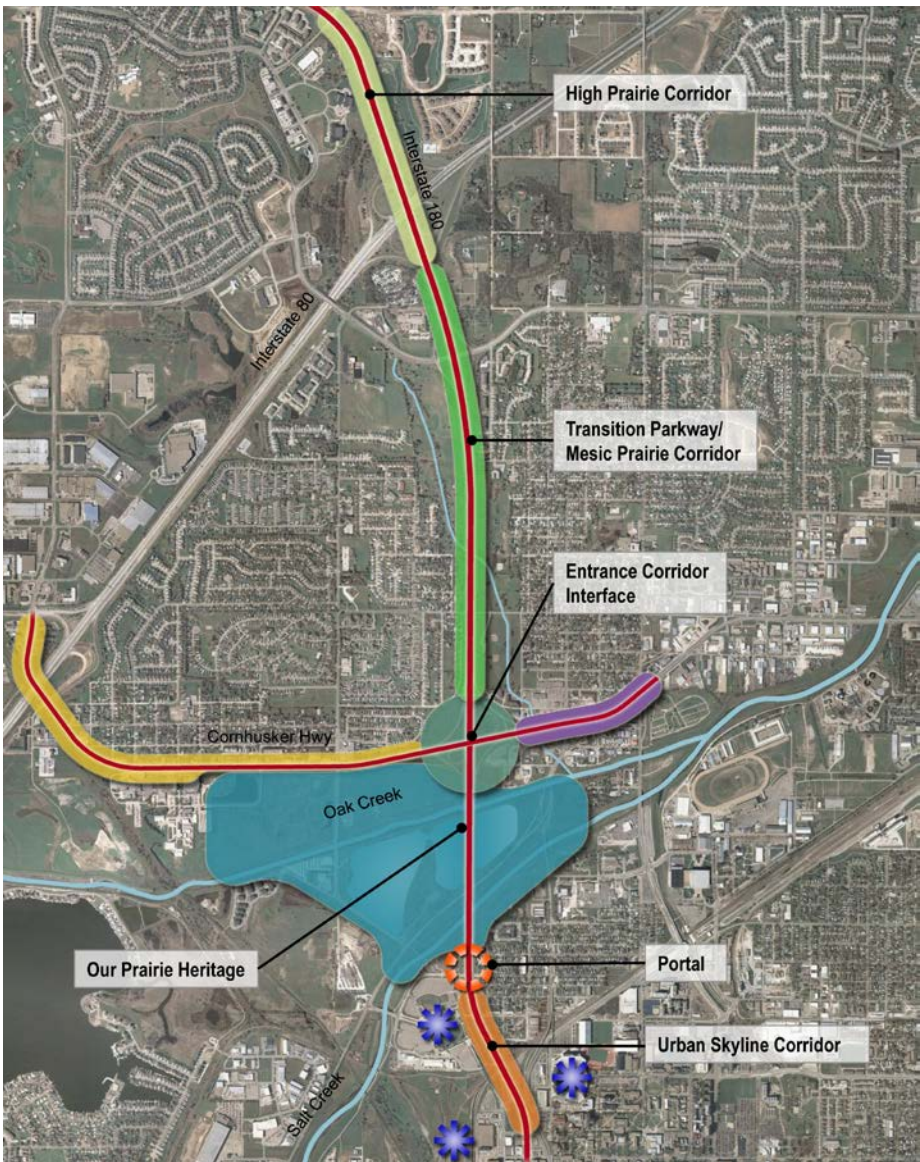 High Prairie Corridor
Interstate 180
Interstate 80
Transition Parkway/
Mesic Prairie Corridor
Entrance Corridor
Interface
Cornhusker Hwy
Oak Creek
Our Prairie Heritage
Portal
Urban Skyline Corridor
Salt Creek